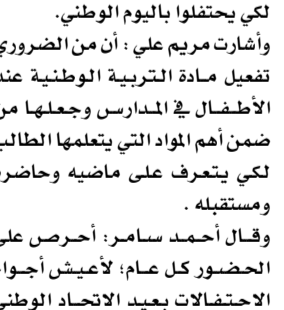 لكي يحتفلوا باليوم الوطني.
وأشارت مريم علي : أن من الضروري
تفعيل مادة التربية الوطنية عند
الأطفال في المدارس وجعلها من
ضمن أهم المواد التي يتعلمها الطالب
لكي يتعرف على ماضيه وحاضره
ومستقبله .
وقال أحمد سامر: أحرص على
الحضور كل عام؛ لأعيش أجواء
الاحتفالات بعيد الاتحاد الوطني